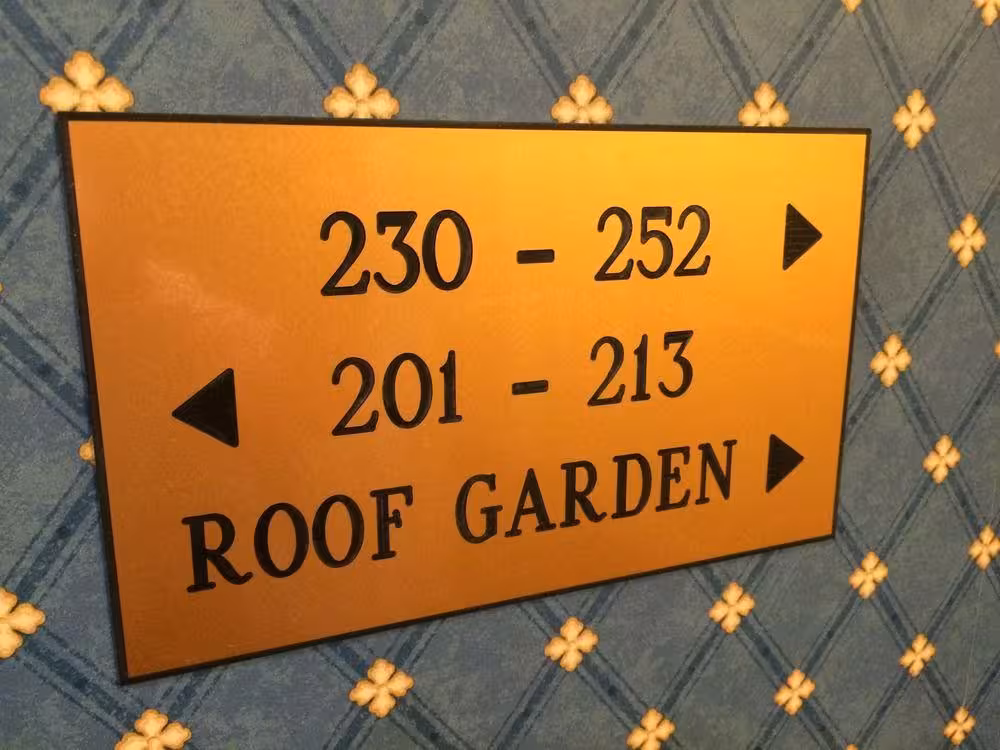 230 - 252 ▶
◀ 201 - 213
ROOF GARDEN ▶